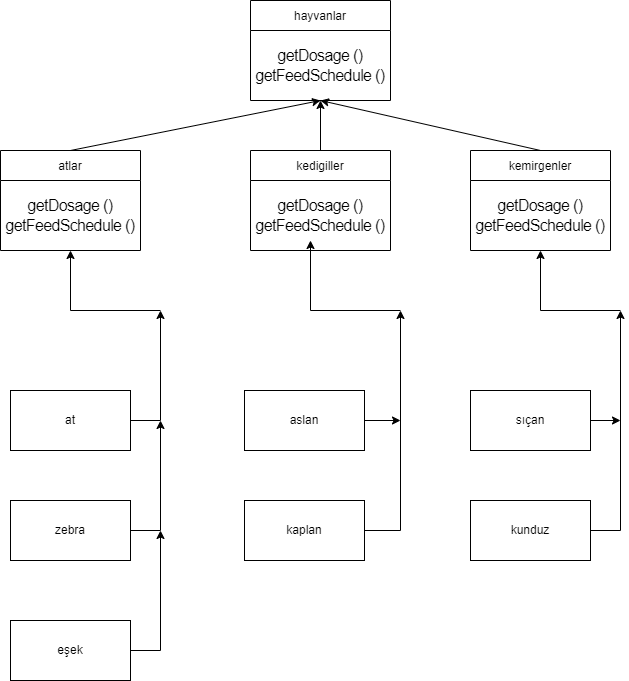 hayvanlar
getDosage ()
getFeedSchedule ()
atlar
getDosage ()
getFeedSchedule ()
kedigiller
getDosage ()
getFeedSchedule ()
kemirgenler
getDosage ()
getFeedSchedule ()
at
aslan
sıçan
zebra
kaplan
kunduz
eşek